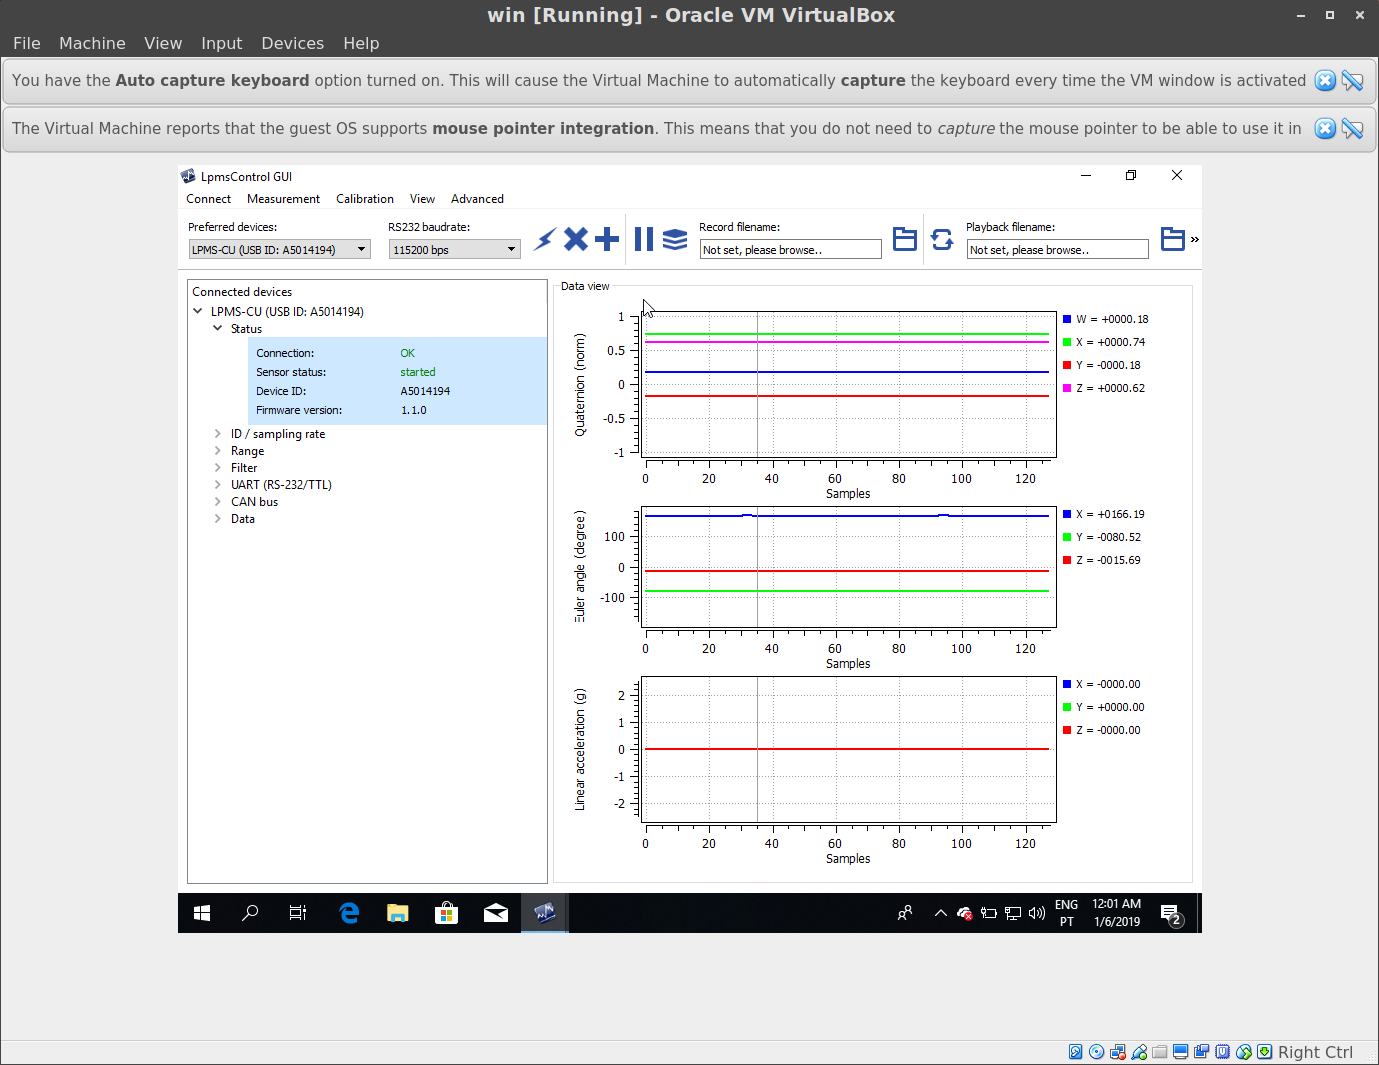 win [Running] - Oracle VM VirtualBox
File Machine View Input Devices Help
You have the Auto capture keyboard option turned on. This will cause the Virtual Machine to automatically capture the keyboard every time the VM window is activated
The Virtual Machine reports that the guest OS supports mouse pointer integration. This means that you do not need to capture the mouse pointer to be able to use it in
LpmsControl GUI
Connect Measurement Calibration View Advanced
Preferred devices: RS232 baudrate: Record filename: Playback filename:
LPMS-CU (USB ID: A5014194) 115200 bps Not set, please browse.. Not set, please browse.. »
Connected devices
LPMS-CU (USB ID: A5014194)
Status
Connection: OK
Sensor status: started
Device ID: A5014194
Firmware version: 1.1.0
ID / sampling rate
Range
Filter
UART (RS-232/TTL)
CAN bus
Data
Data view
Quaternion (norm)
1
0.5
0
-0.5
-1
0 20 40 60 80 100 120
Samples
W = +0000.18
X = +0000.74
Y = -0000.18
Z = +0000.62
Euler angle (degree)
100
0
-100
0 20 40 60 80 100 120
Samples
X = +0166.19
Y = -0080.52
Z = -0015.69
Linear acceleration (g)
2
1
0
-1
-2
0 20 40 60 80 100 120
Samples
X = -0000.00
Y = +0000.00
Z = -0000.00
ENG
PT
12:01 AM
1/6/2019
2
Right Ctrl